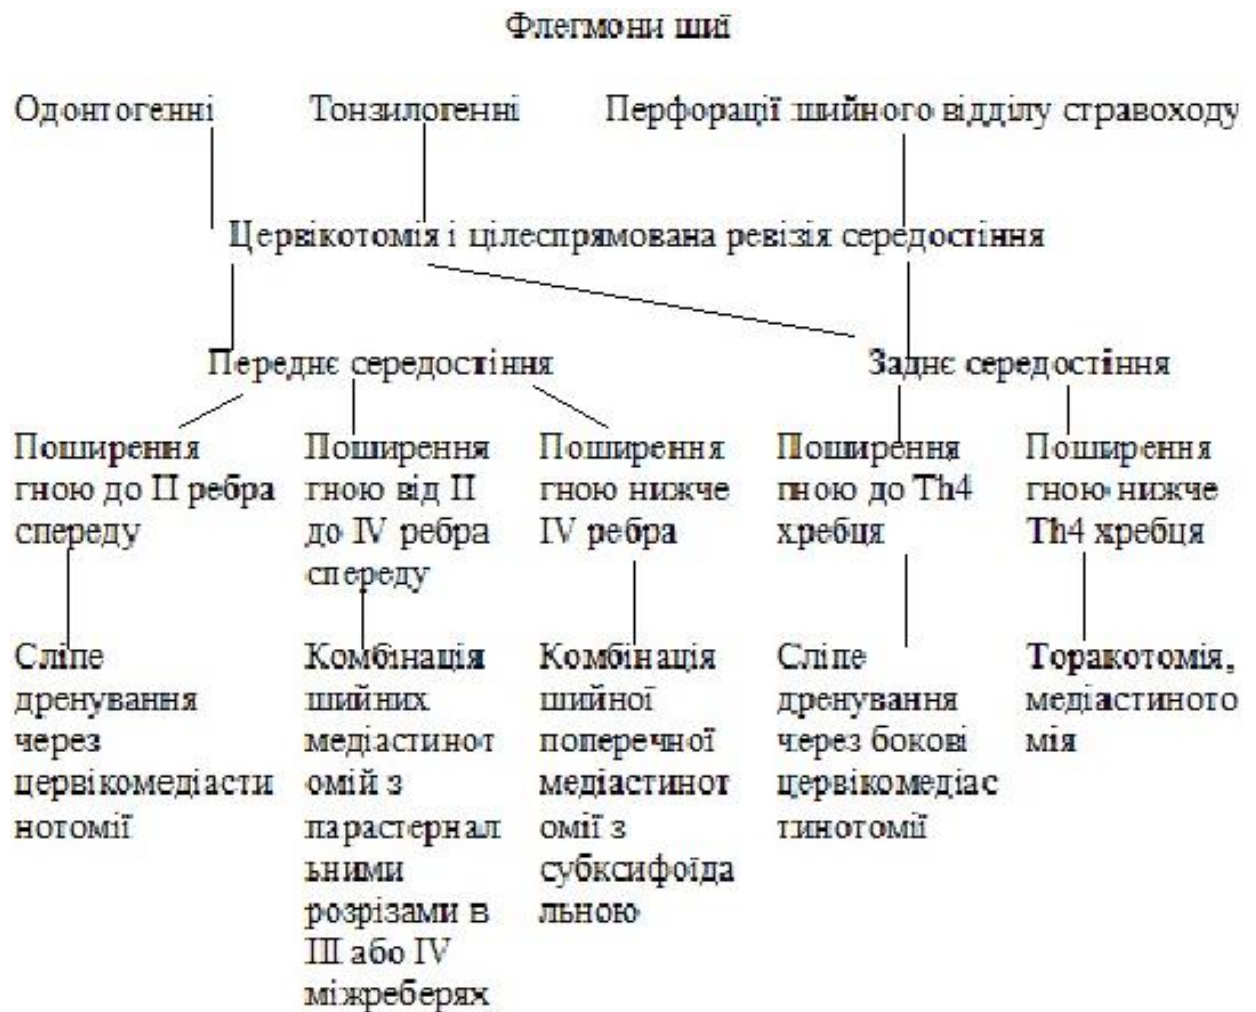 Флегмони шиї
Одонтогенні
Тонзилогенні
Перфорації шийного відділу стравоходу
Цервікотомія і цілеспрямована ревізія середостіння
Переднє середостіння
Заднє середостіння
Поширення
гною до ІІ ребра
спереду
Поширення
гною від ІІ
до IV ребра
спереду
Поширення
гною нижче
IV ребра
Поширення
гною до Th4
хребця
Поширення
гною нижче
Th4 хребця
Сліпе
дренування
через
цервікомедіасти
нотомії
Комбінація
шийних
медіастинот
омій з
парастернал
ьними
розрізами в
ІІІ або IV
міжреберях
Комбінація
шийної
поперечної
медіастинот
омії з
субксифоїда
льною
Сліпе
дренування
через бокові
цервікомедіас
тинотомії
Торакотомія,
медіастиното
мія